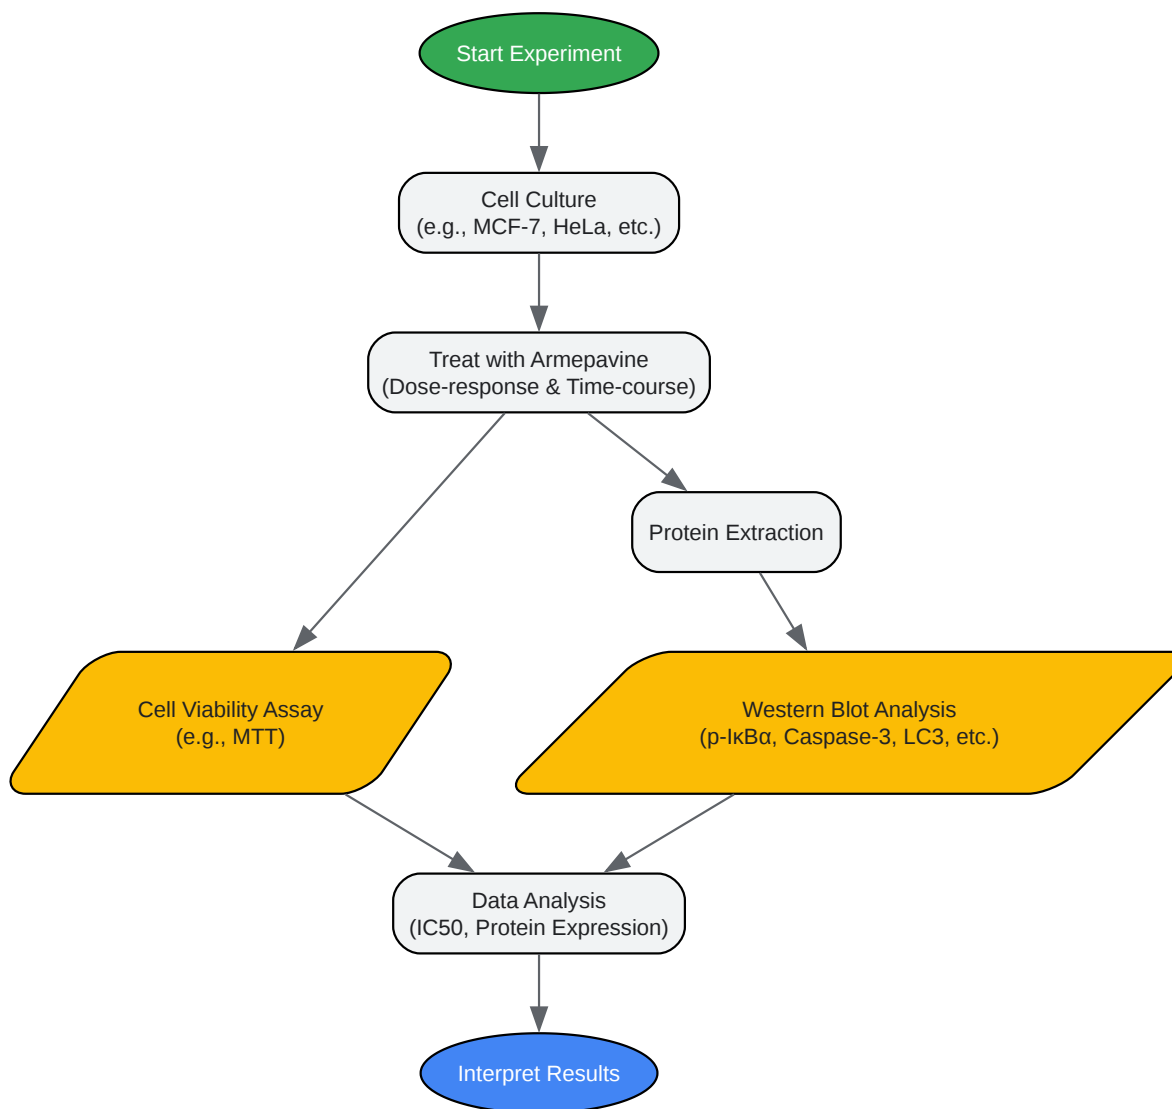 Start Experiment
Cell Culture
(e.g., MCF-7, HeLa, etc.)
Treat with Armepavine
(Dose-response & Time-course)
Protein Extraction
Cell Viability Assay
(e.g., MTT)
Western Blot Analysis
(p-IκBα, Caspase-3, LC3, etc.)
Data Analysis
(IC50, Protein Expression)
Interpret Results